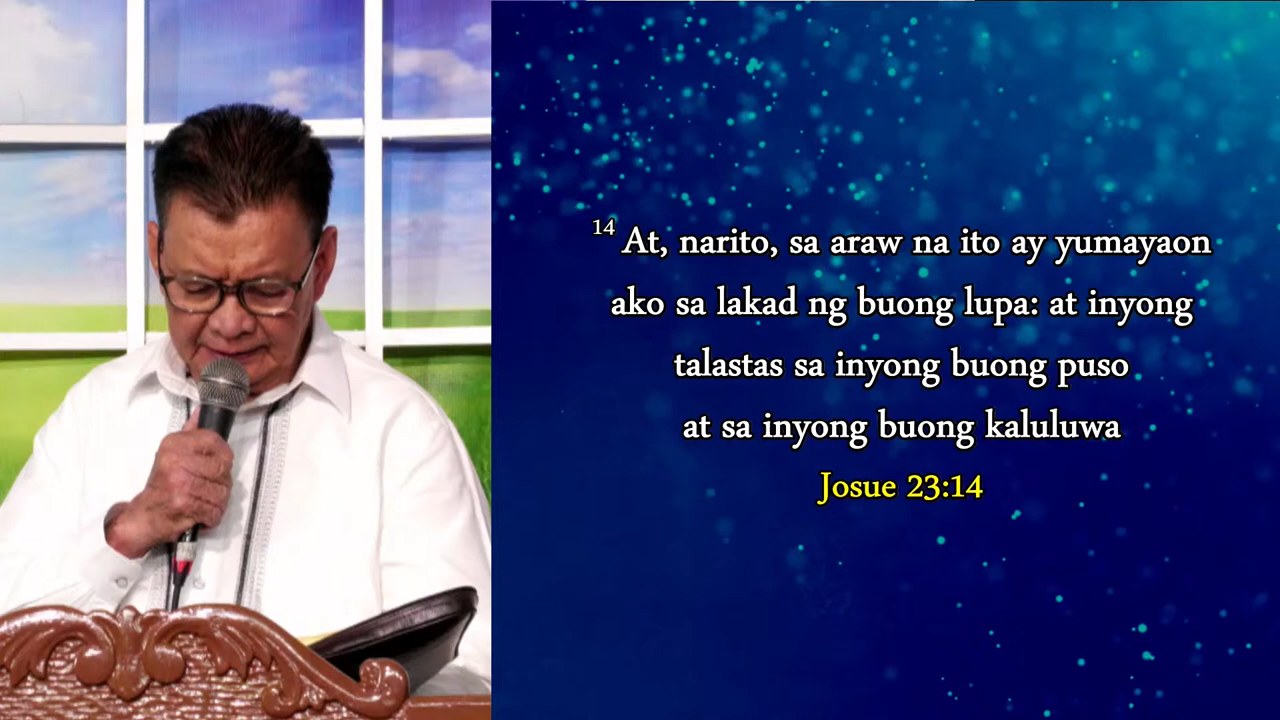 14 At, narito, sa araw na ito ay yumayaon
ako sa lakad ng buong lupa: at inyong
talastas sa inyong buong puso
at sa inyong buong kaluluwa
Josue 23:14